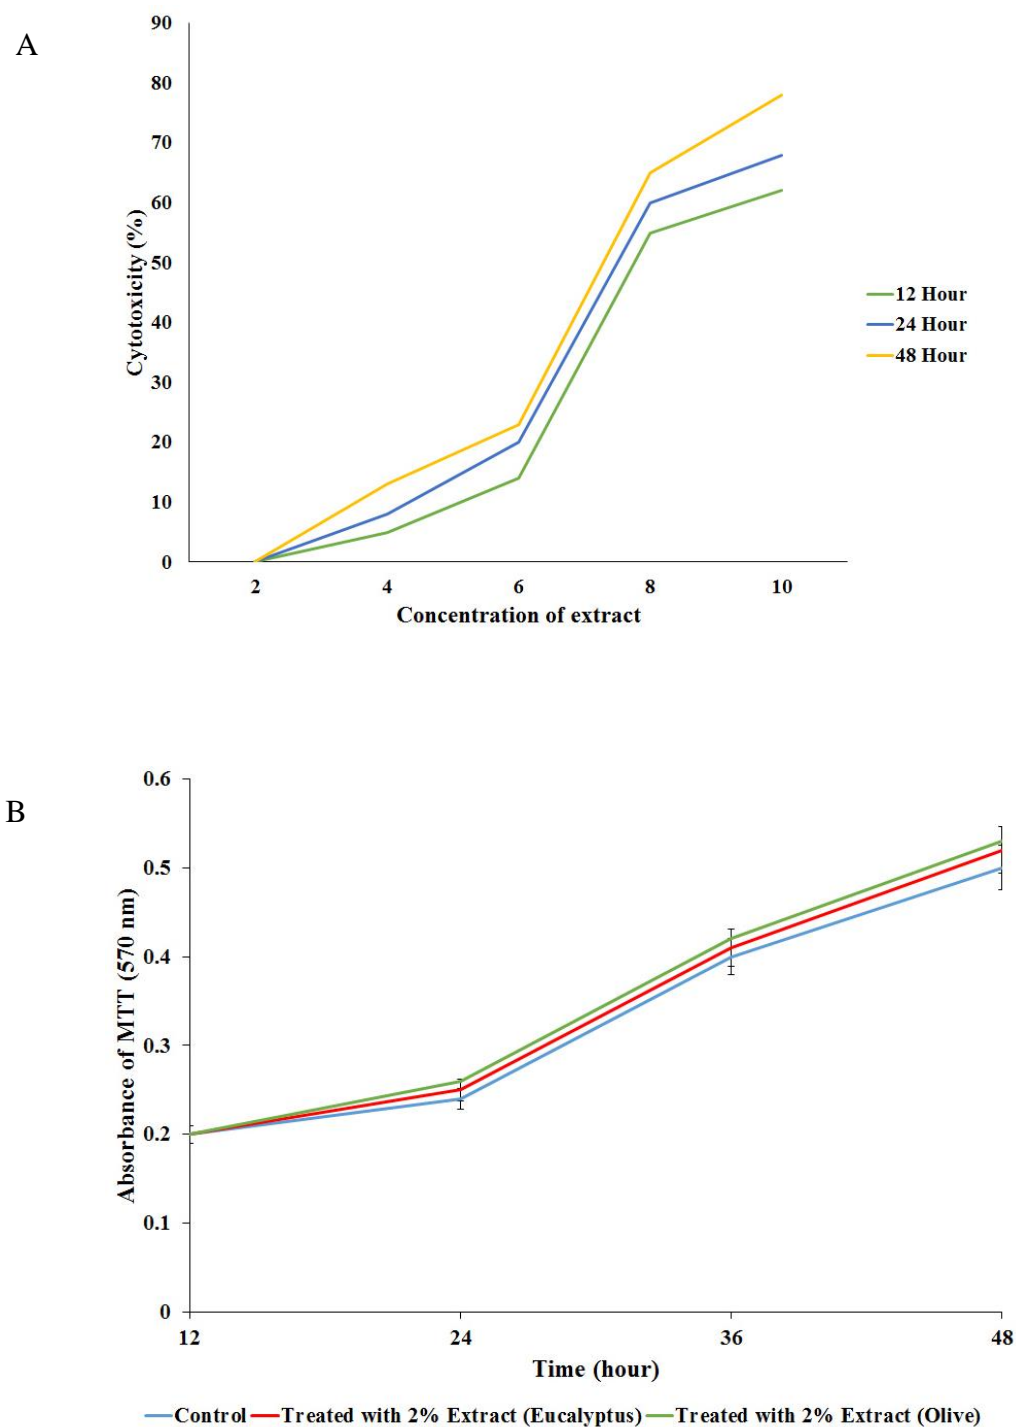 A
90
80
70
60
50
40
30
20
10
0
Cytotoxicity (%)
2 4 6 8 10
Concentration of extract
12 Hour
24 Hour
48 Hour
B
0.6
0.5
0.4
0.3
0.2
0.1
0
Absorbance of MTT (570 nm)
12 24 36 48
Time (hour)
Control Treated with 2% Extract (Eucalyptus) Treated with 2% Extract (Olive)